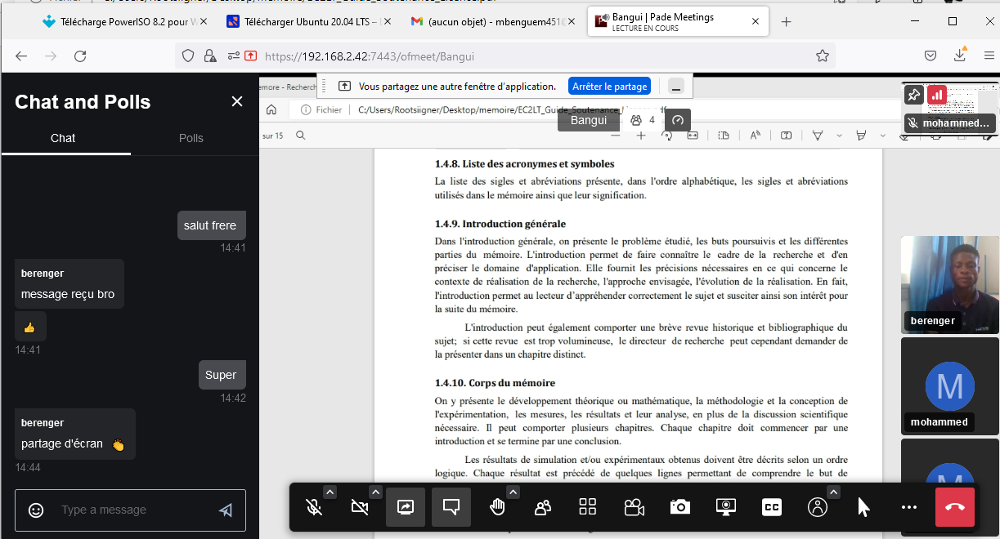 Télécharge PowerISO 8.2 pour W
Télécharger Ubuntu 20.04 LTS –
(aucun objet) - mbenguem451@
Bangui | Pade Meetings
LECTURE EN COURS
https://192.168.2.42:7443/ofmeet/Bangui
Vous partagez une autre fenêtre d'application.
Arrêter le partage
Chat and Polls
Chat
Polls
salut frere
14:41
berenger
message reçu bro
14:41
Super
14:42
berenger
partage d'écran
14:44
Type a message
emore - Recherch
Fichier
C:/Users/Rootsiigner/Desktop/memoire/EC2LT_Guide_Soutenance_
Bangui
4
sur 15
1.4.8. Liste des acronymes et symboles
La liste des sigles et abréviations présente, dans l'ordre alphabétique, les sigles et abréviations
utilisés dans le mémoire ainsi que leur signification.
1.4.9. Introduction générale
Dans l'introduction générale, on présente le problème étudié, les buts poursuivis et les différentes
parties du mémoire. L'introduction permet de faire connaître le cadre de la recherche et d'en
préciser le domaine d'application. Elle fournit les précisions nécessaires en ce qui concerne le
contexte de réalisation de la recherche, l'approche envisagée, l'évolution de la réalisation. En fait,
l'introduction permet au lecteur d'appréhender correctement le sujet et susciter ainsi son intérêt pour
la suite du mémoire.
L'introduction peut également comporter une brève revue historique et bibliographique du
sujet; si cette revue est trop volumineuse, le directeur de recherche peut cependant demander de
la présenter dans un chapitre distinct.
1.4.10. Corps du mémoire
On y présente le développement théorique ou mathématique, la méthodologie et la conception de
l'expérimentation, les mesures, les résultats et leur analyse, en plus de la discussion scientifique
nécessaire. Il peut comporter plusieurs chapitres. Chaque chapitre doit commencer par une
introduction et se termine par une conclusion.
Les résultats de simulation et/ou expérimentaux obtenus doivent être décrits selon un ordre
logique. Chaque résultat est précédé de quelques lignes permettant de comprendre le but de
mohammed...
berenger
M
mohammed
CC